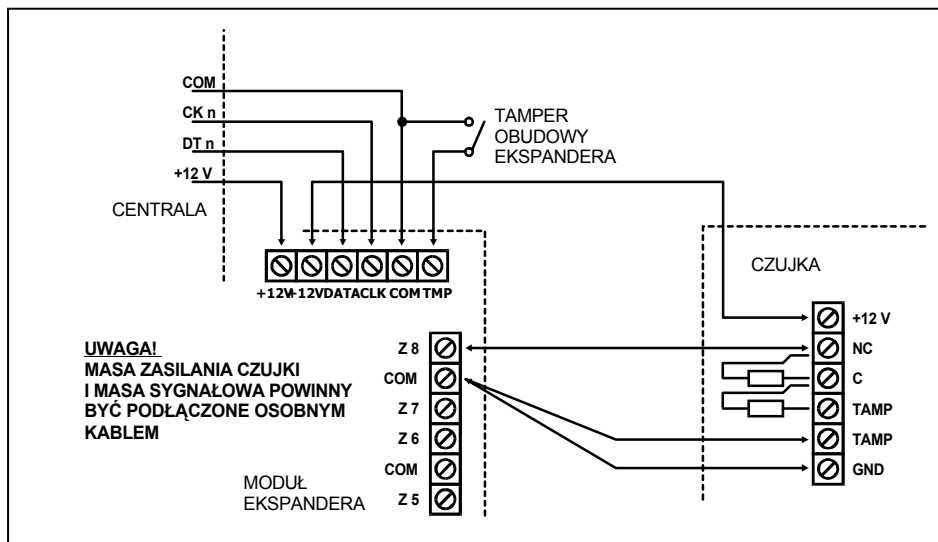 COM
CK n
DT n
+12 V
CENTRALA
TAMPER
OBUDOWY
EKSPANDERA
+12V +12V DATA CLK COM TMP
CZUJKA
+12 V
NC
C
TAMP
TAMP
GND
UWAGA!
MASA ZASILANIA CZUJKI
I MASA SYGNAŁOWA POWINNY
BYĆ PODŁĄCZONE OSOBNYM
KABLEM
Z 8
COM
Z 7
Z 6
COM
Z 5
MODUŁ
EKSPANDERA